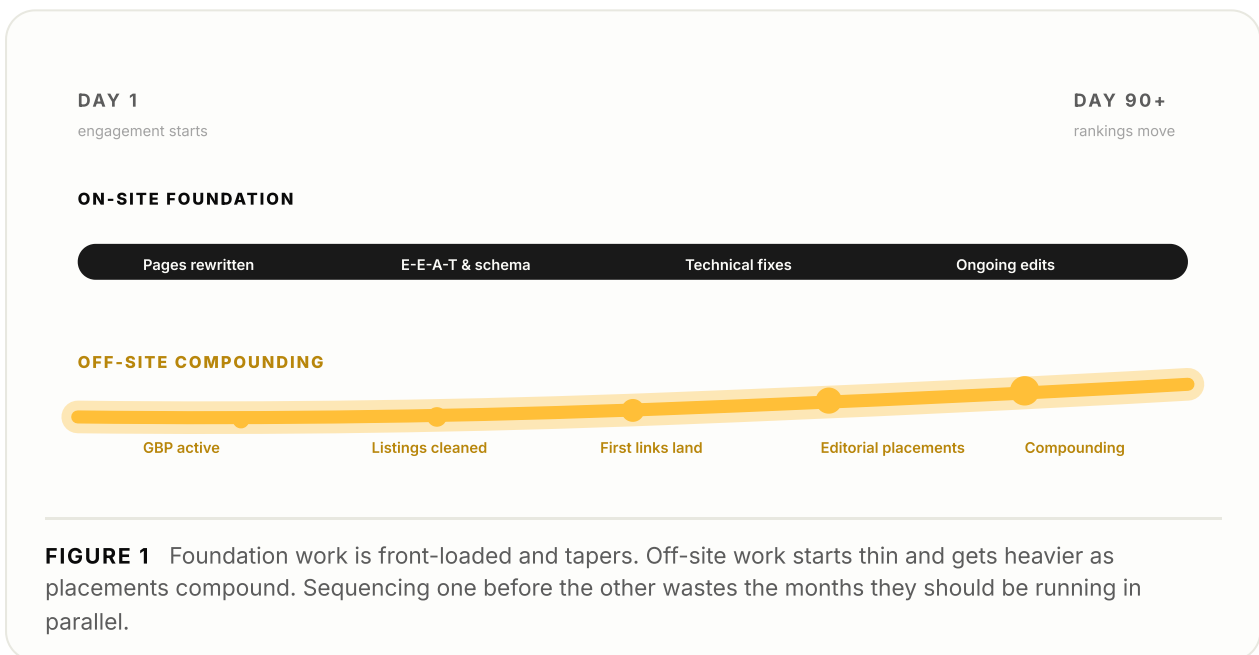 DAY 1
DAY 90+
engagement starts
rankings move
ON-SITE FOUNDATION
Pages rewritten
E-E-A-T & schema
Technical fixes
Ongoing edits
OFF-SITE COMPOUNDING
GBP active
Listings cleaned
First links land
Editorial placements
Compounding
FIGURE 1 Foundation work is front-loaded and tapers. Off-site work starts thin and gets heavier as
placements compound. Sequencing one before the other wastes the months they should be running in
parallel.